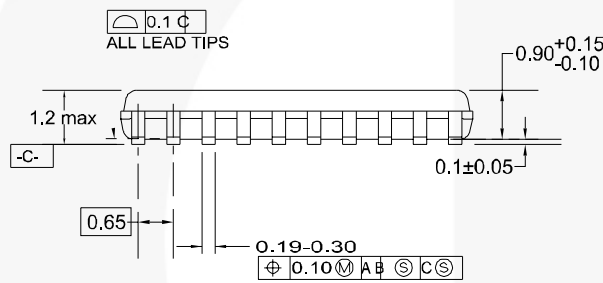 ⌓ 0.1 C
ALL LEAD TIPS
0.90 +0.15
-0.10
1.2 max
-C-
0.1±0.05
0.65
0.19-0.30
⌖ 0.10 Ⓜ A B Ⓢ C Ⓢ